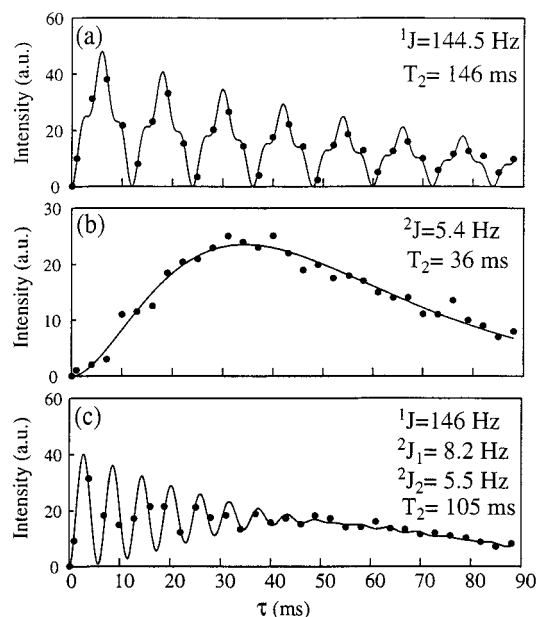 60
(a)
¹J=144.5 Hz
T₂= 146 ms
40
20
0
Intensity (a.u.)
30
(b)
²J=5.4 Hz
T₂= 36 ms
20
10
0
Intensity (a.u.)
60
(c)
¹J=146 Hz
²J₁= 8.2 Hz
²J₂= 5.5 Hz
T₂= 105 ms
40
20
0
Intensity (a.u.)
0 10 20 30 40 50 60 70 80 90
τ (ms)